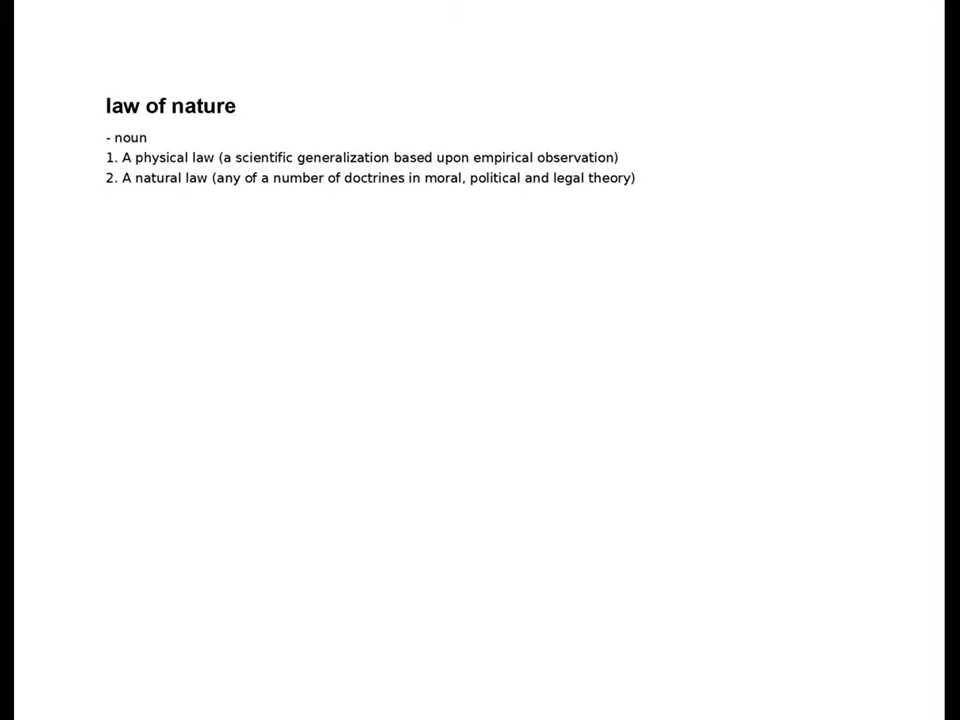 law of nature
- noun
1. A physical law (a scientific generalization based upon empirical observation)
2. A natural law (any of a number of doctrines in moral, political and legal theory)